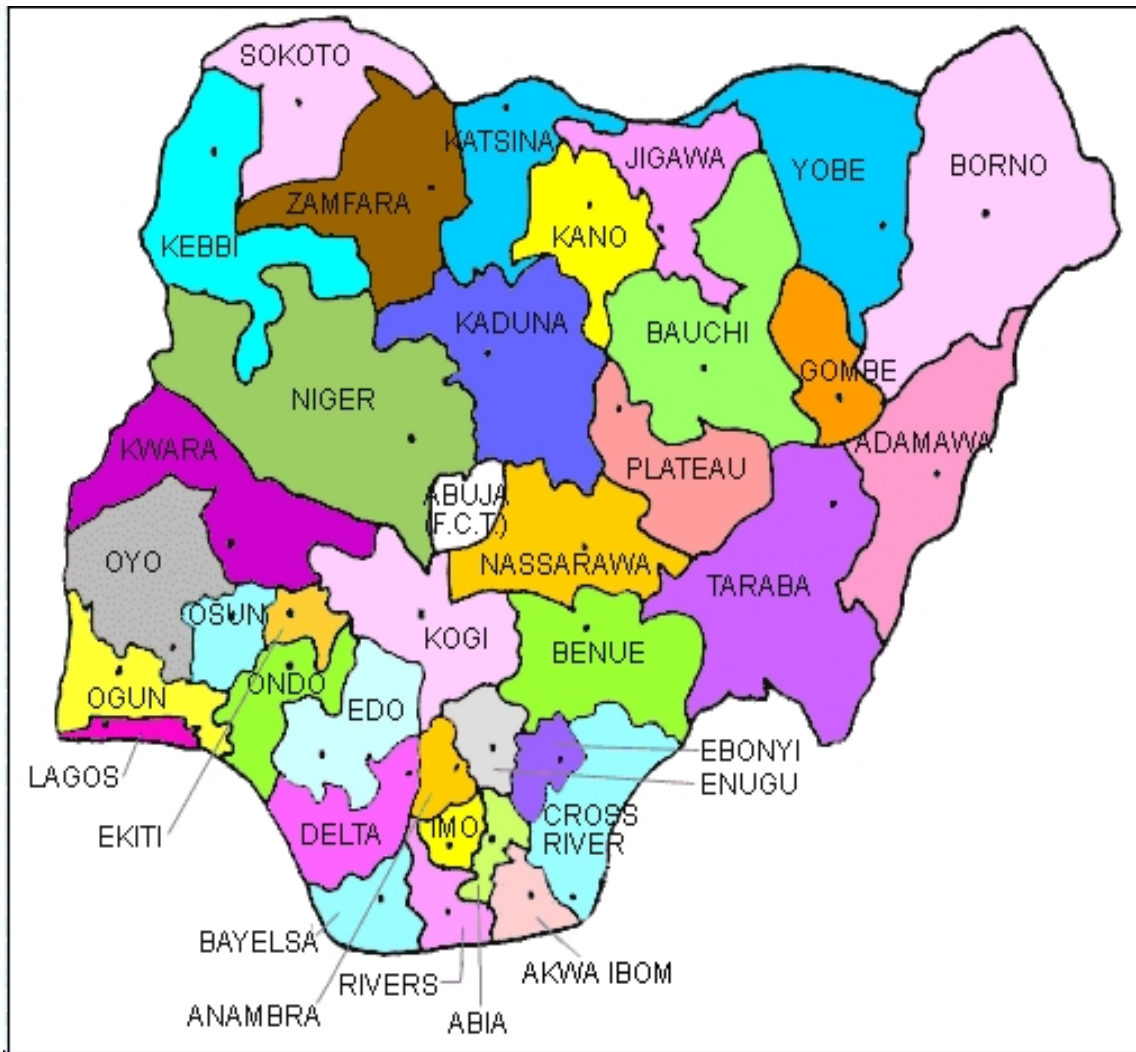 SOKOTO
KATSINA
JIGAWA
YOBE
BORNO
ZAMFARA
KANO
KEBBI
KADUNA
BAUCHI
GOMBE
NIGER
ADAMAWA
KWARA
PLATEAU
ABUJA
(F.C.T.)
OYO
NASSARAWA
TARABA
OSUN
KOGI
BENUE
OGUN
ONDO
EDO
EBONYI
LAGOS
ENUGU
EKITI
DELTA
IMO
CROSS
RIVER
BAYELSA
RIVERS
AKWA IBOM
ANAMBRA
ABIA